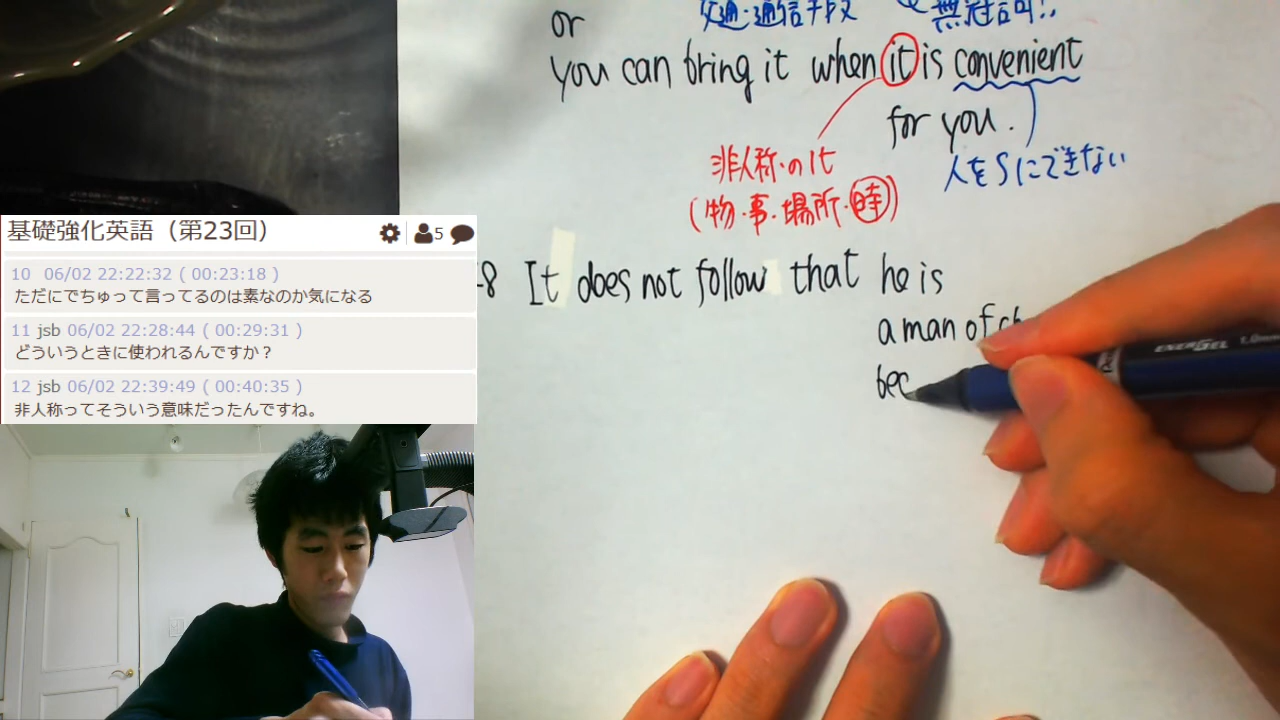 or
交通・通信手段
無冠詞!!
you can bring it when it is convenient
for you.
非人称のit
(物・事・場所・時)
人をSにできない
8 It does not follow that he is
a man of ch
bec
ENERGEL 1.0
基礎強化英語（第23回）
5
10 06/02 22:22:32 ( 00:23:18 )
ただにでちゅって言ってるのは素なのか気になる
11 jsb 06/02 22:28:44 ( 00:29:31 )
どういうときに使われるんですか？
12 jsb 06/02 22:39:49 ( 00:40:35 )
非人称ってそういう意味だったんですね。